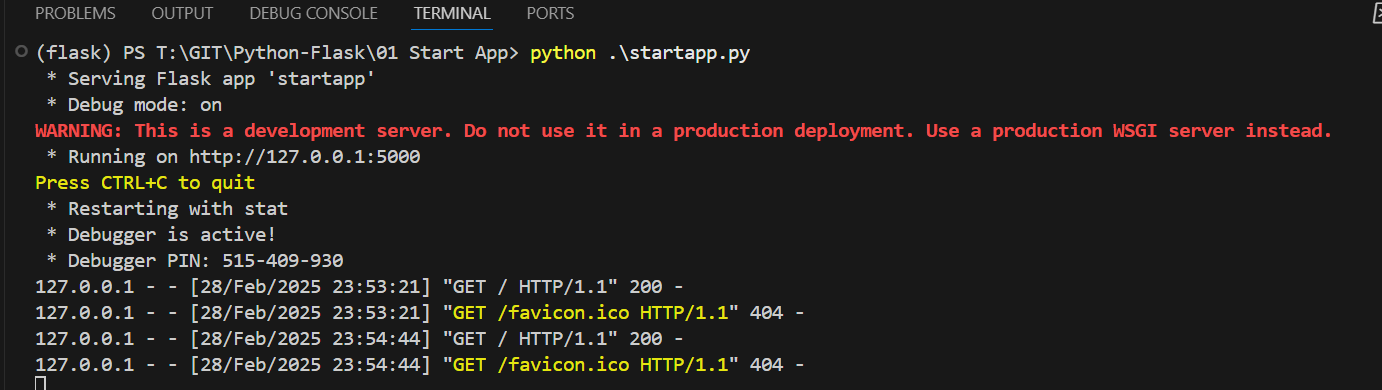 PROBLEMS OUTPUT DEBUG CONSOLE TERMINAL PORTS
(flask) PS T:\GIT\Python-Flask\01 Start App> python .\startapp.py
* Serving Flask app 'startapp'
* Debug mode: on
WARNING: This is a development server. Do not use it in a production deployment. Use a production WSGI server instead.
* Running on http://127.0.0.1:5000
Press CTRL+C to quit
* Restarting with stat
* Debugger is active!
* Debugger PIN: 515-409-930
127.0.0.1 - - [28/Feb/2025 23:53:21] "GET / HTTP/1.1" 200 -
127.0.0.1 - - [28/Feb/2025 23:53:21] "GET /favicon.ico HTTP/1.1" 404 -
127.0.0.1 - - [28/Feb/2025 23:54:44] "GET / HTTP/1.1" 200 -
127.0.0.1 - - [28/Feb/2025 23:54:44] "GET /favicon.ico HTTP/1.1" 404 -